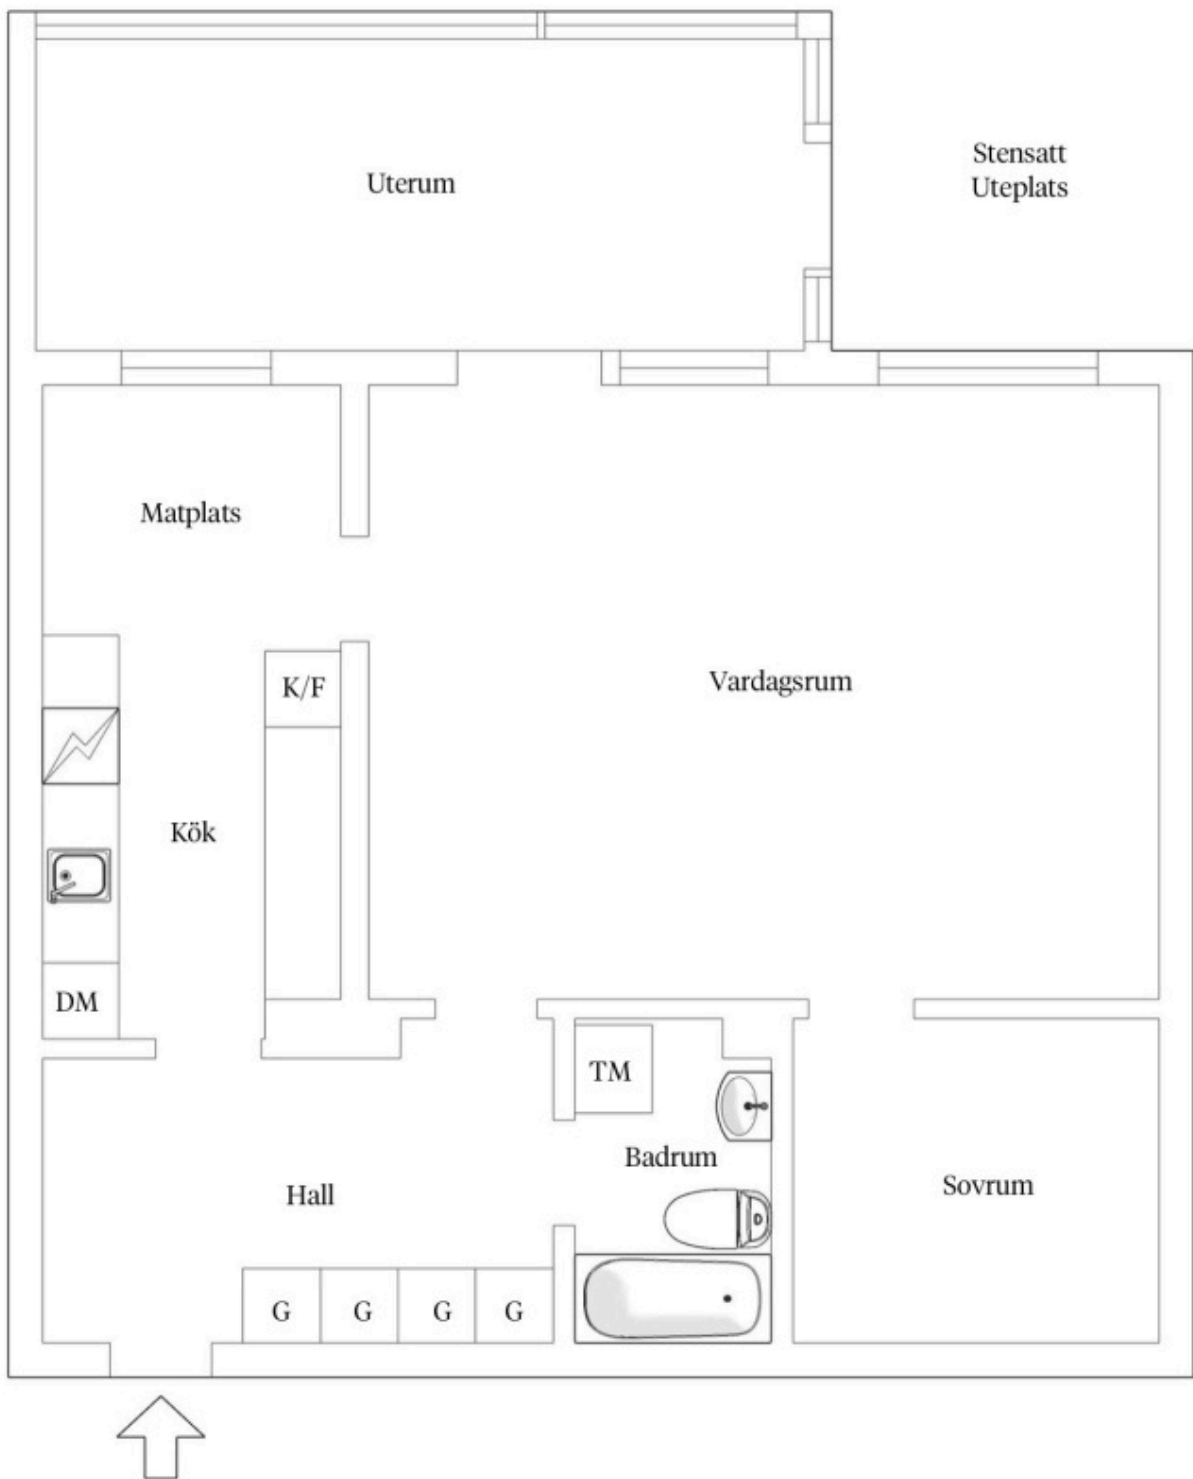 Uterum
Stensatt
Uteplats
Matplats
K/F
Vardagsrum
Kök
DM
TM
Badrum
Hall
Sovrum
G
G
G
G